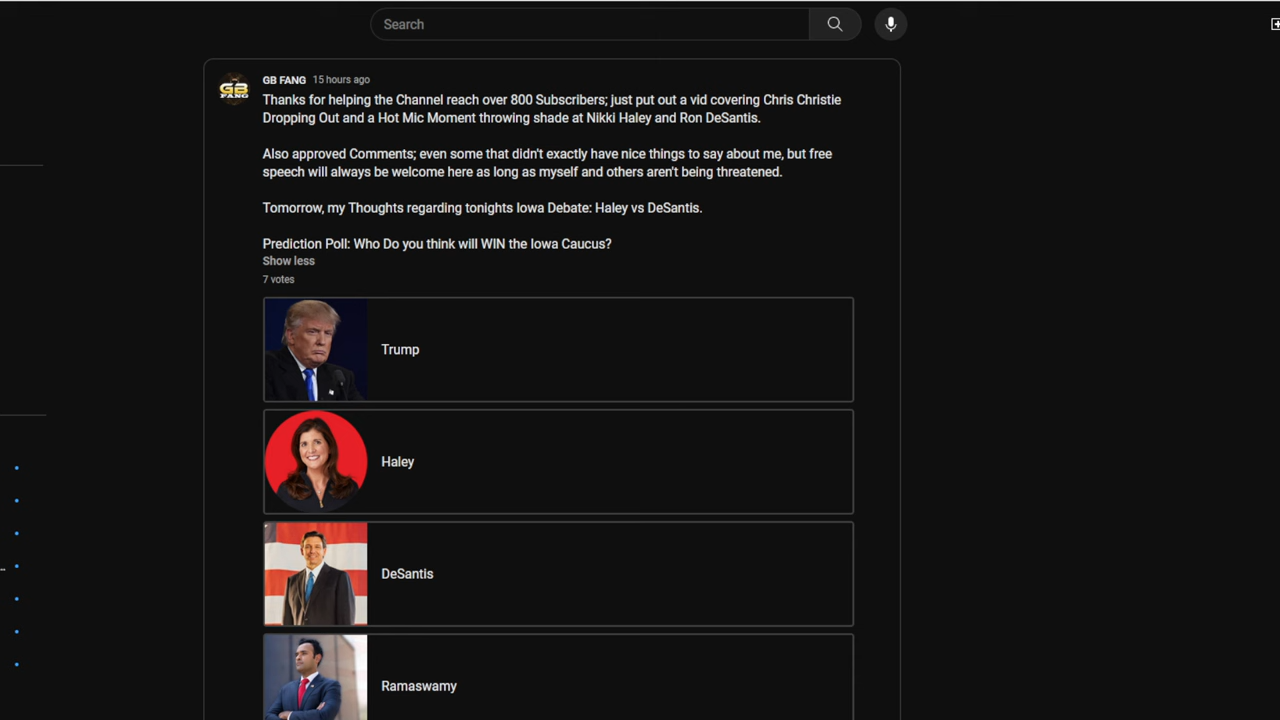 Search
GB FANG 15 hours ago
GB
FANG
Thanks for helping the Channel reach over 800 Subscribers; just put out a vid covering Chris Christie
Dropping Out and a Hot Mic Moment throwing shade at Nikki Haley and Ron DeSantis.
Also approved Comments; even some that didn't exactly have nice things to say about me, but free
speech will always be welcome here as long as myself and others aren't being threatened.
Tomorrow, my Thoughts regarding tonights Iowa Debate: Haley vs DeSantis.
Prediction Poll: Who Do you think will WIN the Iowa Caucus?
Show less
7 votes
Trump
Haley
DeSantis
Ramaswamy